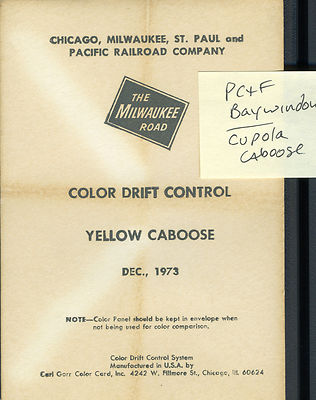 CHICAGO, MILWAUKEE, ST. PAUL and
PACIFIC RAILROAD COMPANY
THE
MILWAUKEE
ROAD
PC+F
Baywindow
Cupola
Caboose
COLOR DRIFT CONTROL
YELLOW CABOOSE
DEC., 1973
NOTE—Color Panel should be kept in envelope when
not being used for color comparison.
Color Drift Control System
Manufactured in U.S.A. by
Carl Gorr Color Card, Inc. 4242 W. Fillmore St., Chicago, Ill. 60624